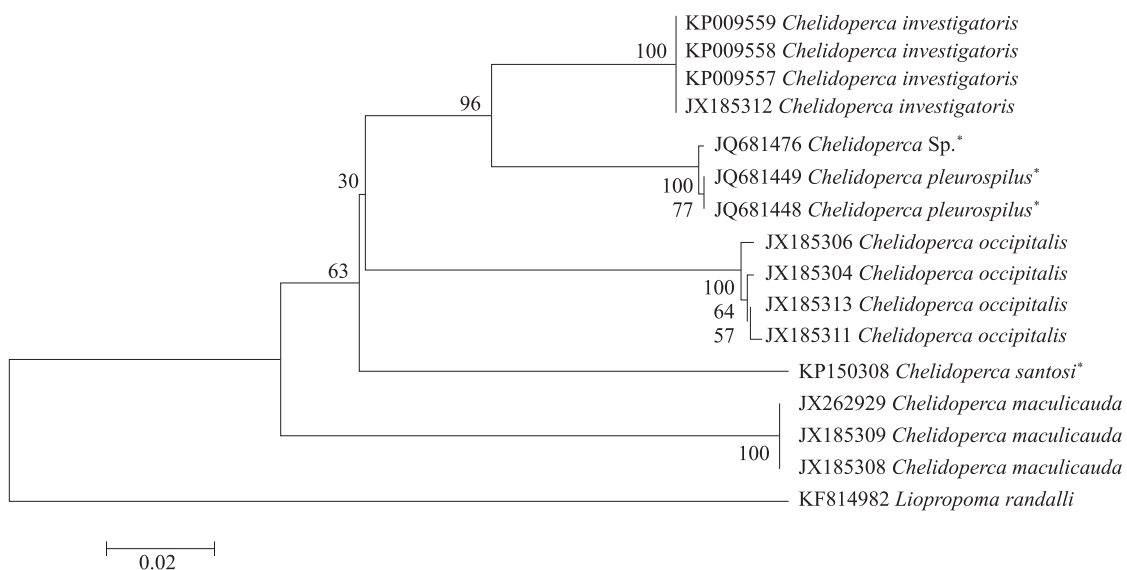 KP009559 Chelidoperca investigatoris
100
KP009558 Chelidoperca investigatoris
KP009557 Chelidoperca investigatoris
96
JX185312 Chelidoperca investigatoris
JQ681476 Chelidoperca Sp.*
30
100
JQ681449 Chelidoperca pleurospilus*
77
JQ681448 Chelidoperca pleurospilus*
JX185306 Chelidoperca occipitalis
63
JX185304 Chelidoperca occipitalis
100
64
JX185313 Chelidoperca occipitalis
57
JX185311 Chelidoperca occipitalis
KP150308 Chelidoperca santosi*
JX262929 Chelidoperca maculicauda
JX185309 Chelidoperca maculicauda
100
JX185308 Chelidoperca maculicauda
KF814982 Liopropoma randalli
0.02